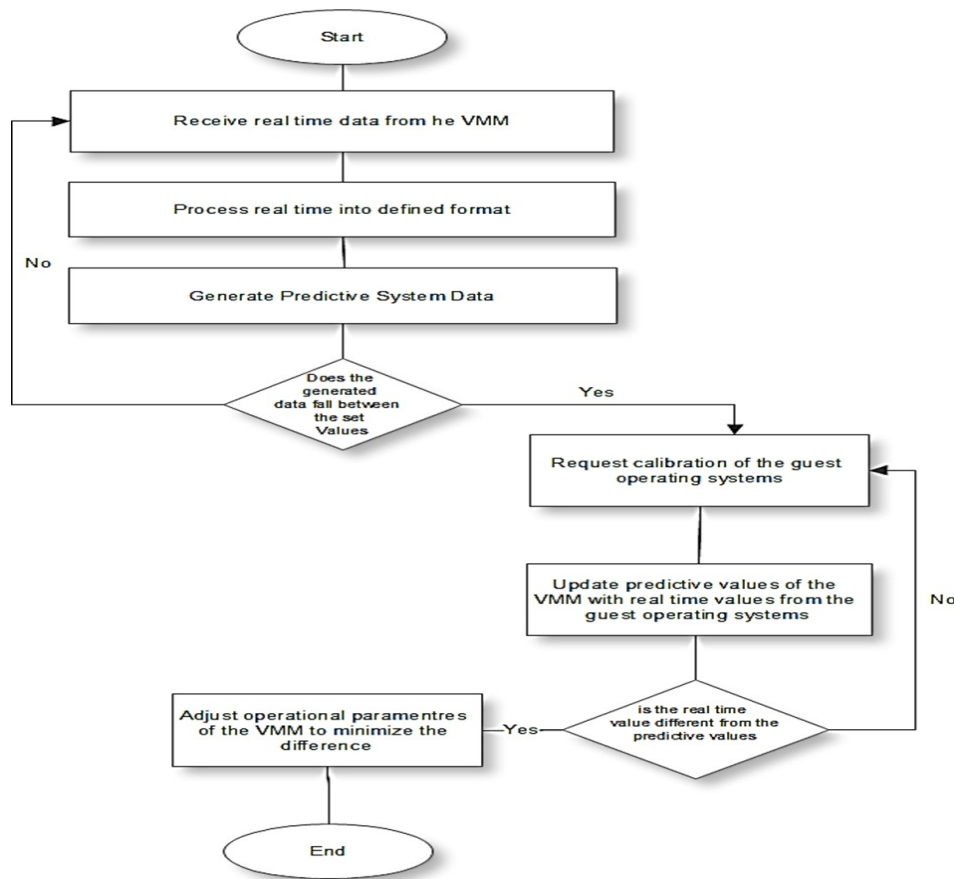 Start
Receive real time data from he VMM
Process real time into defined format
No
Generate Predictive System Data
Does the
generated
data fall between
the set
Values
Yes
Request calibration of the guest
operating systems
Update predictive values of the
VMM with real time values from the
guest operating systems
No
is the real time
value different from the
predictive values
Yes
Adjust operational paramentres
of the VMM to minimize the
difference
End